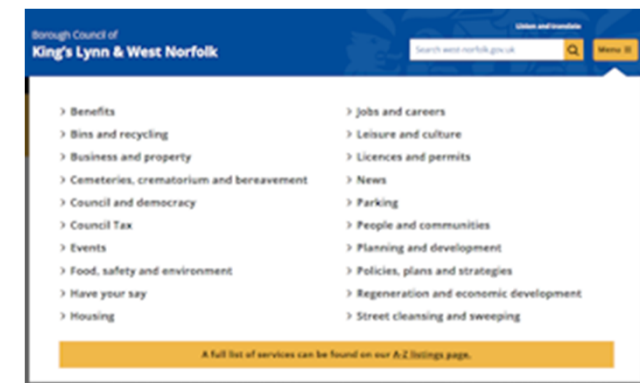 Listen and translate
Borough Council of
King's Lynn & West Norfolk
Search west-norfolk.gov.uk
Menu
Benefits
Bins and recycling
Business and property
Cemeteries, crematorium and bereavement
Council and democracy
Council Tax
Events
Food, safety and environment
Have your say
Housing
Jobs and careers
Leisure and culture
Licences and permits
News
Parking
People and communities
Planning and development
Policies, plans and strategies
Regeneration and economic development
Street cleansing and sweeping
A full list of services can be found on our A-Z listings page.